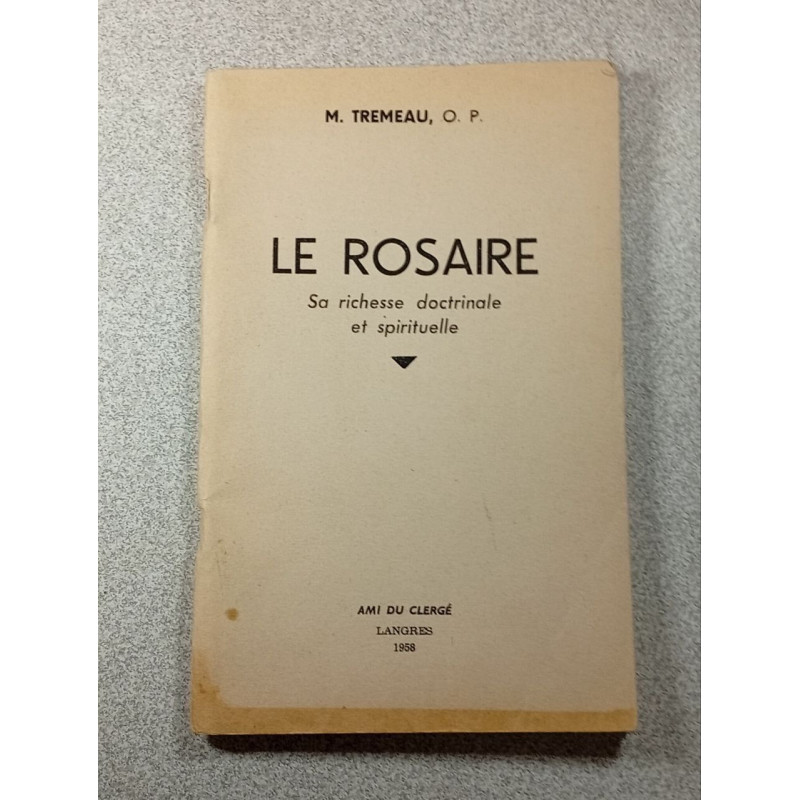 M. TREMEAU, O. P.
LE ROSAIRE
Sa richesse doctrinale
et spirituelle
AMI DU CLERGÉ
LANGRES
1958